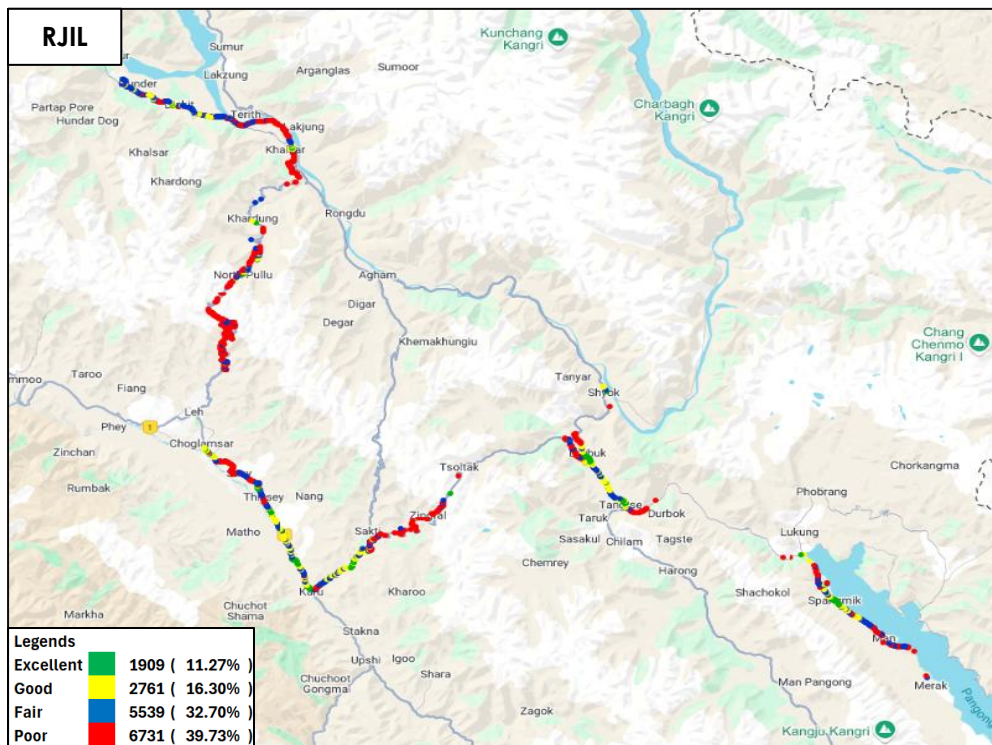 RJIL
Kunchang
Kangri
Sumur
Lakzung
Arganglas
Sumoor
Charbagh
Kangri
Partap Pore
Hundar Dog
Terith
Lakjung
Khalsar
Khalsar
Khardong
Khardung
Rongdu
North Pullu
Agham
Digar
Degar
Khemakhungiu
Chang
Chenmo
Kangri I
Taroo
Fiang
Tanyar
Shyok
Leh
Phey
1
Choglamsar
Zinchan
Chorkangma
Rumbak
Thiksey
Nang
Tsoltak
Phobrang
Tangtse
Durbok
Matho
Sakti
Taruk
Lukung
Sasakul
Chilam
Tagste
Chemrey
Harong
Karu
Kharoo
Shachokol
Spangmik
Markha
Chuchot
Shama
Stakna
Man
Upshi
Igoo
Shara
Chuchoot
Gongma
Man Pangong
Merak
Zagok
Pangong
Kangju Kangri
Legends
Excellent 1909 ( 11.27% )
Good 2761 ( 16.30% )
Fair 5539 ( 32.70% )
Poor 6731 ( 39.73% )